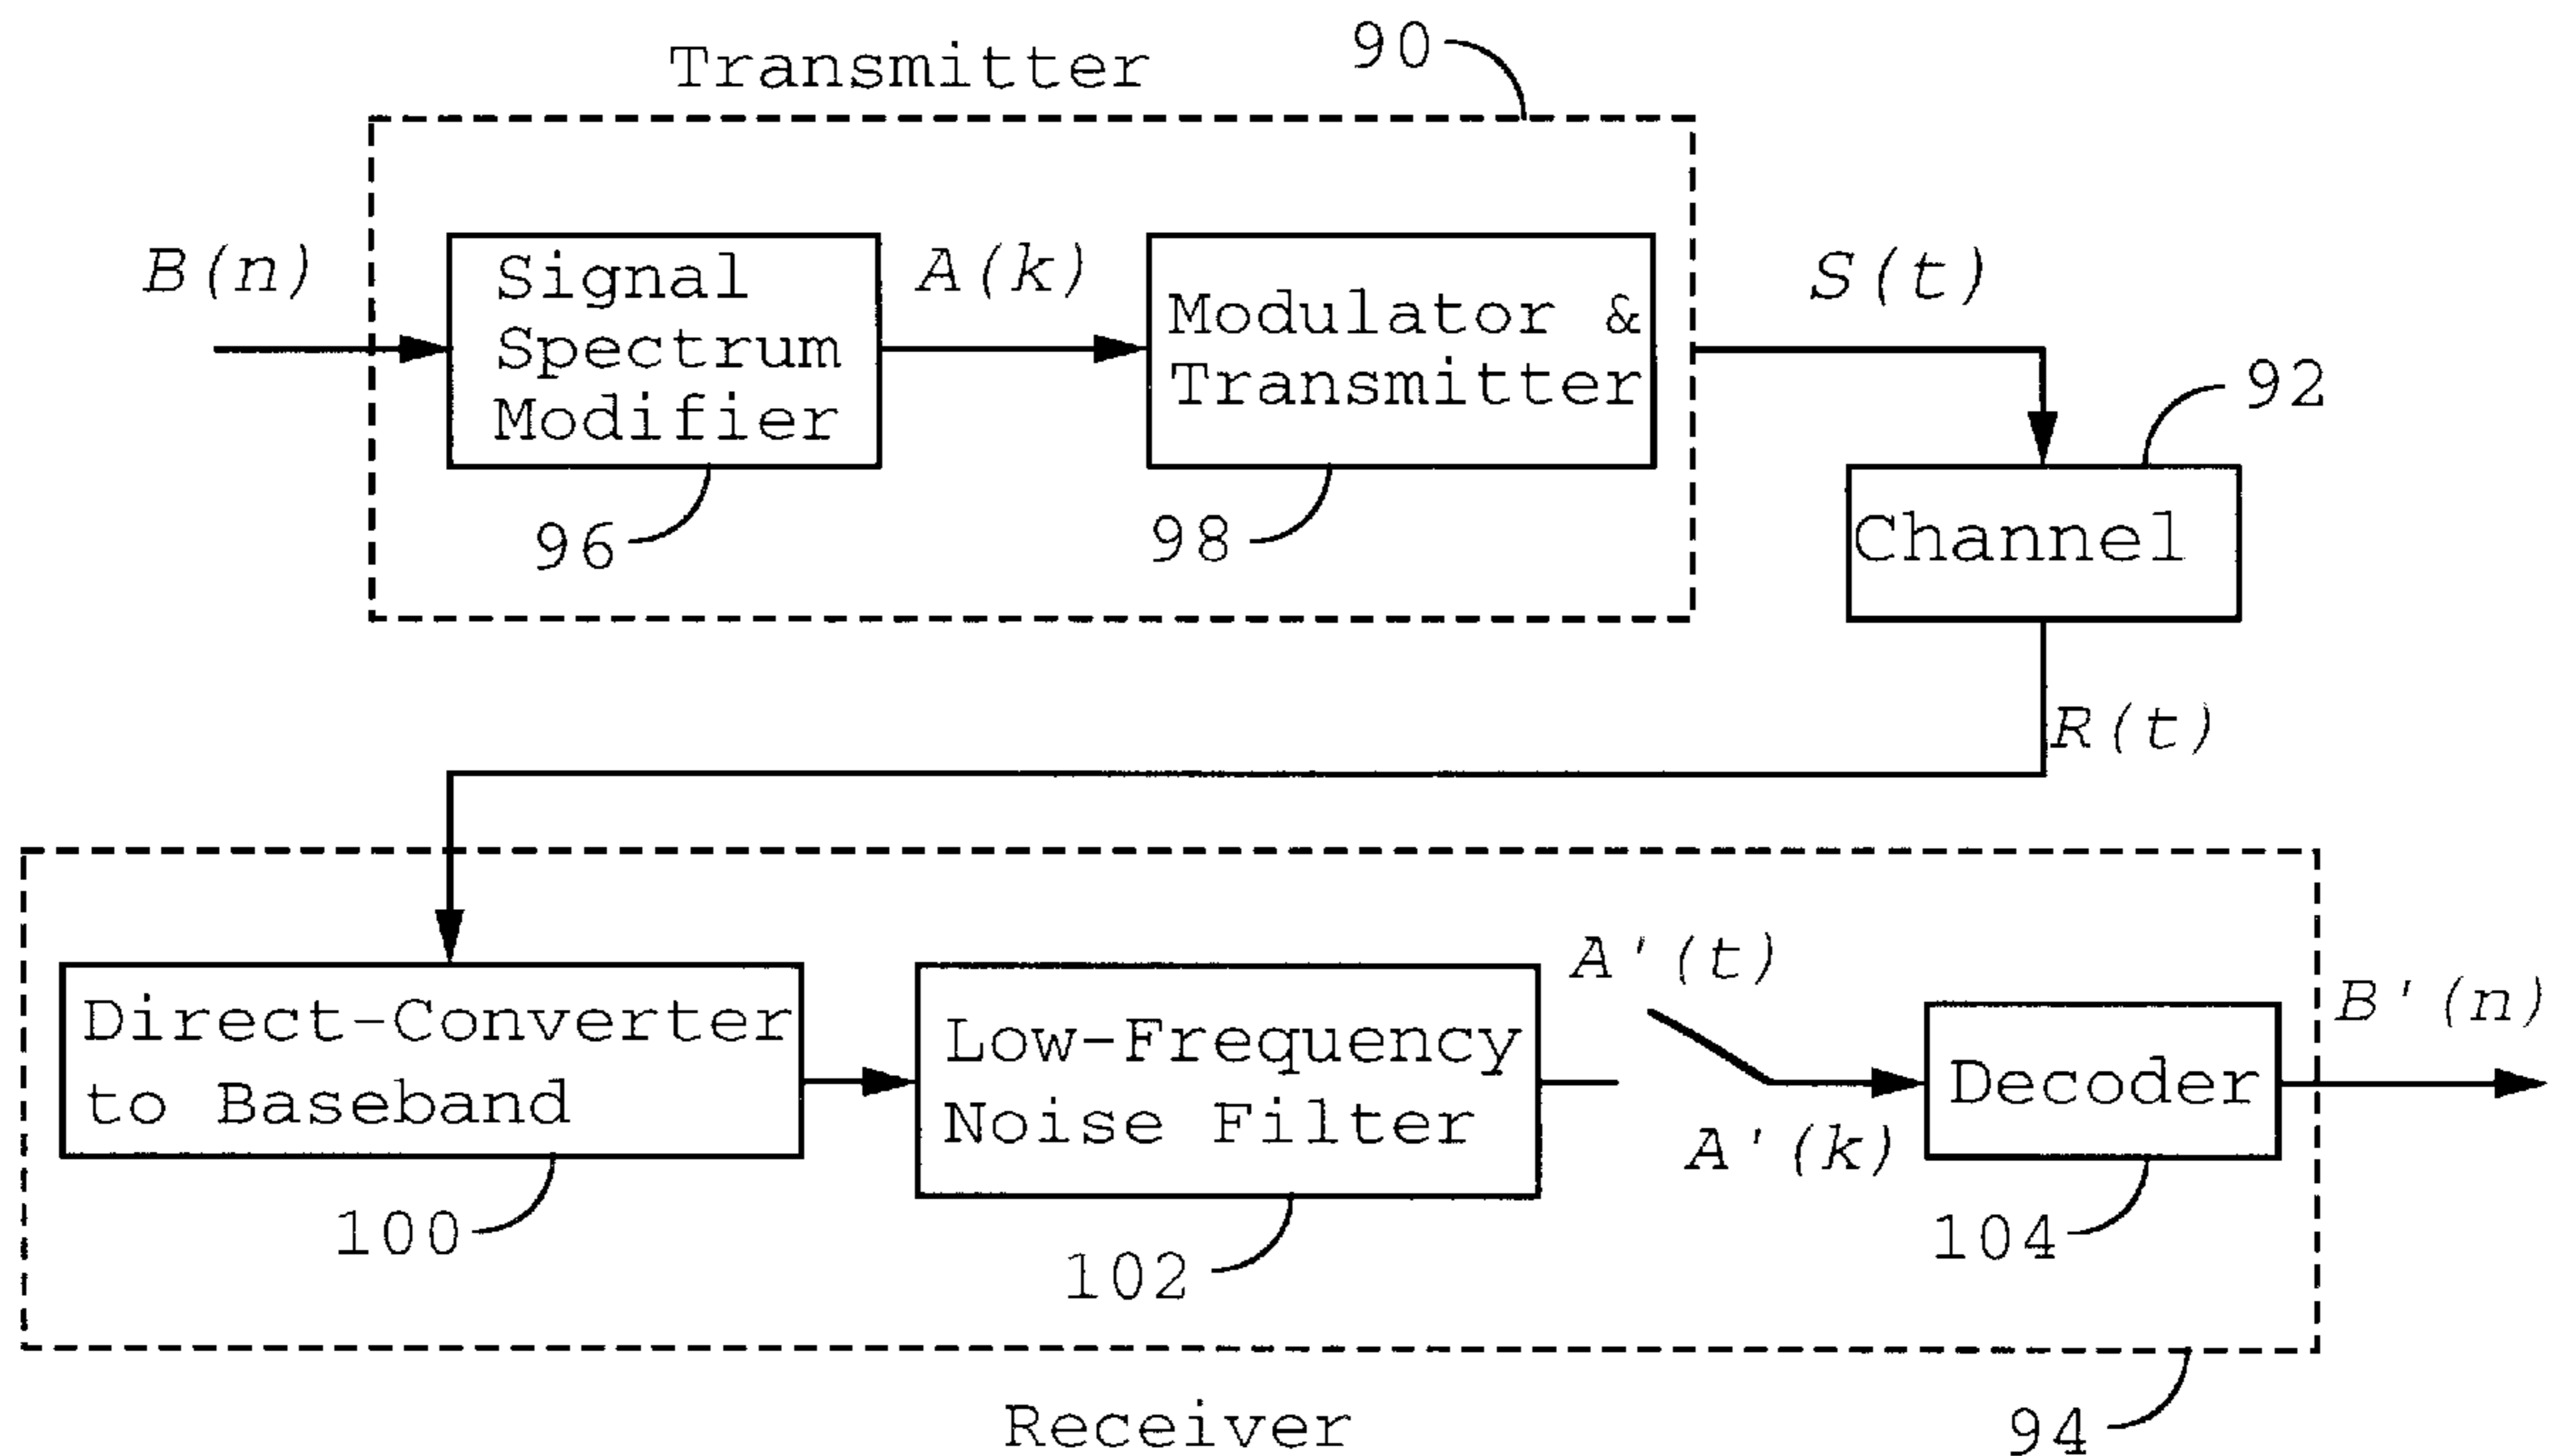 Transmitter
90
B(n)
Signal
Spectrum
Modifier
A(k)
Modulator &
Transmitter
S(t)
92
96
98
Channel
R(t)
Direct-Converter
to Baseband
Low-Frequency
Noise Filter
A'(t)
A'(k)
Decoder
B'(n)
100
102
104
Receiver
94